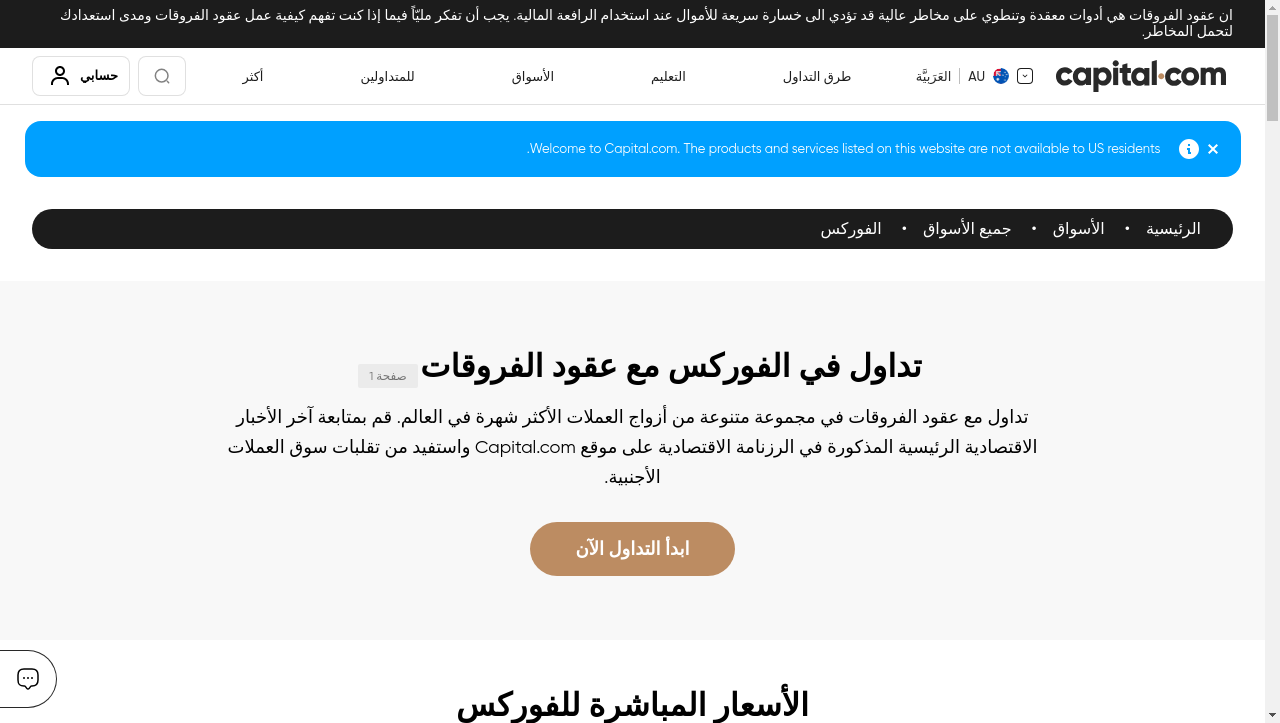 ان عقود الفروقات هي أدوات معقدة وتنطوي على مخاطر عالية قد تؤدي الى خسارة سريعة للأموال عند استخدام الرافعة المالية. يجب أن تفكر مليّاً فيما إذا كنت تفهم كيفية عمل عقود الفروقات ومدى استعدادك
لتحمل المخاطر.
capital.com
AU
العَرَبيَّة
طرق التداول
التعليم
الأسواق
للمتداولين
أكثر
حسابي
Welcome to Capital.com. The products and services listed on this website are not available to US residents.
الرئيسية • الأسواق • جميع الأسواق • الفوركس
تداول في الفوركس مع عقود الفروقات صفحة 1
تداول مع عقود الفروقات في مجموعة متنوعة من أزواج العملات الأكثر شهرة في العالم. قم بمتابعة آخر الأخبار
الاقتصادية الرئيسية المذكورة في الرزنامة الاقتصادية على موقع Capital.com واستفيد من تقلبات سوق العملات
الأجنبية.
ابدأ التداول الآن
الأسعار المباشرة للفوركس